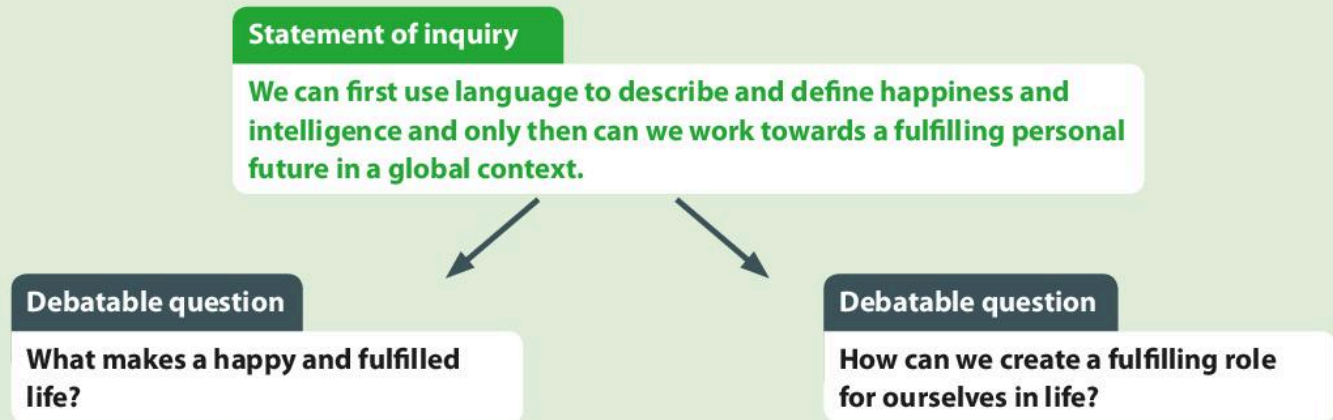 Statement of inquiry
We can first use language to describe and define happiness and
intelligence and only then can we work towards a fulfilling personal
future in a global context.
Debatable question
What makes a happy and fulfilled
life?
Debatable question
How can we create a fulfilling role
for ourselves in life?